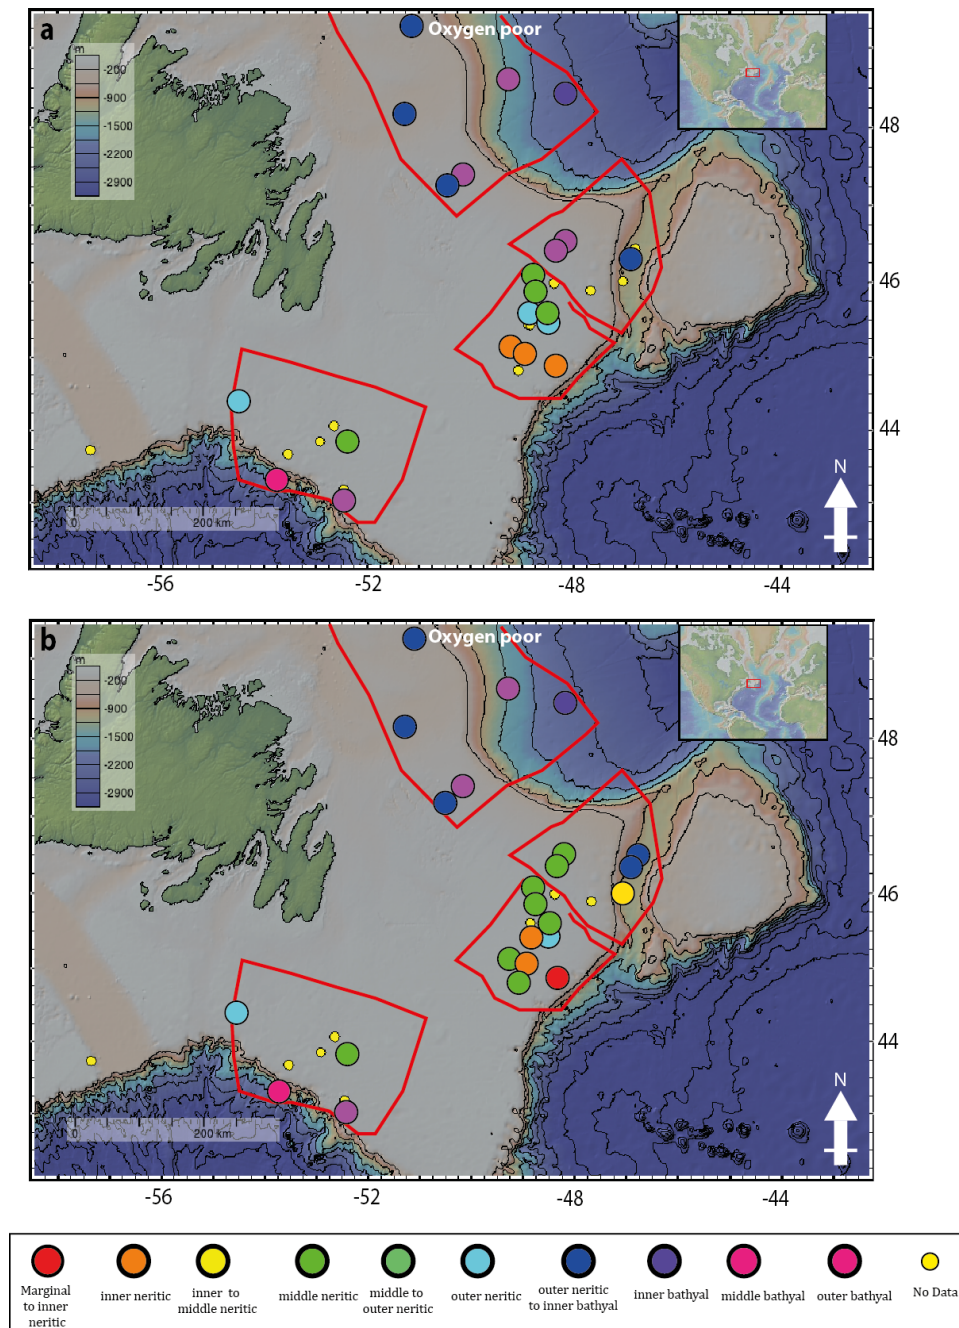 a
Oxygen poor
m
-200
-900
-1500
-2200
-2900
48
46
44
N
0
200 km
-56
-52
-48
-44
b
Oxygen poor
m
-200
-900
-1500
-2200
-2900
48
46
44
N
0
200 km
-56
-52
-48
-44
Marginal
to inner
neritic
inner neritic
inner to
middle neritic
middle neritic
middle to
outer neritic
outer neritic
outer neritic
to inner bathyal
inner bathyal
middle bathyal
outer bathyal
No Data